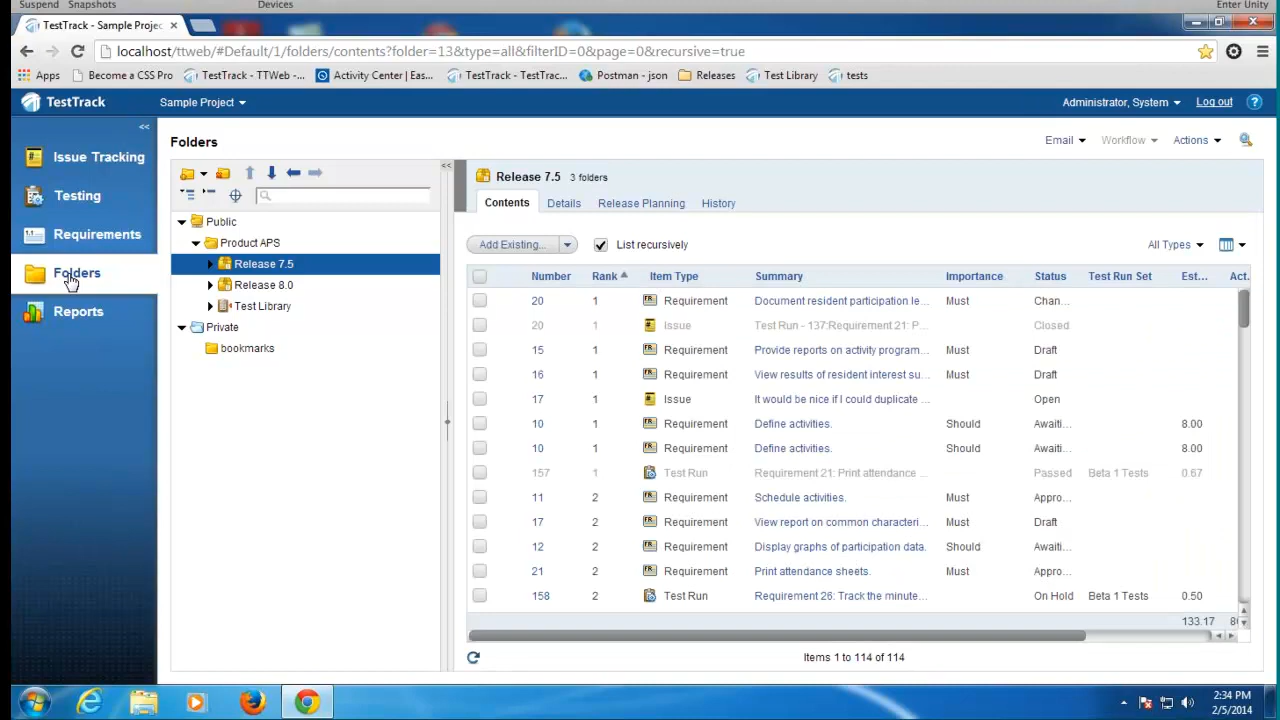 Suspend Snapshots Devices Enter Unity
TestTrack - Sample Projec
localhost/ttweb/#Default/1/folders/contents?folder=13&type=all&filterID=0&page=0&recursive=true
Apps Become a CSS Pro TestTrack - TTWeb -... Activity Center | Eas... TestTrack - TestTrac... Postman - json Releases Test Library tests
TestTrack Sample Project Administrator, System Log out
<<
Issue Tracking
Testing
Requirements
Folders
Reports
Folders
Email Workflow Actions
<<
Public
Product APS
Release 7.5
Release 8.0
Test Library
Private
bookmarks
Release 7.5 3 folders
Contents Details Release Planning History
Add Existing... List recursively All Types
Number Rank Item Type Summary Importance Status Test Run Set Est... Act.
20 1 Requirement Document resident participation le... Must Chan...
20 1 Issue Test Run - 137:Requirement 21: P... Closed
15 1 Requirement Provide reports on activity program... Must Draft
16 1 Requirement View results of resident interest su... Must Draft
17 1 Issue It would be nice if I could duplicate ... Open
10 1 Requirement Define activities. Should Awaiti... 8.00
10 1 Requirement Define activities. Should Awaiti... 8.00
157 1 Test Run Requirement 21: Print attendance ... Passed Beta 1 Tests 0.67
11 2 Requirement Schedule activities. Must Appro...
17 2 Requirement View report on common characteri... Must Draft
12 2 Requirement Display graphs of participation data. Should Awaiti...
21 2 Requirement Print attendance sheets. Must Appro...
158 2 Test Run Requirement 26: Track the minute... On Hold Beta 1 Tests 0.50
133.17
Items 1 to 114 of 114
2:34 PM
2/5/2014